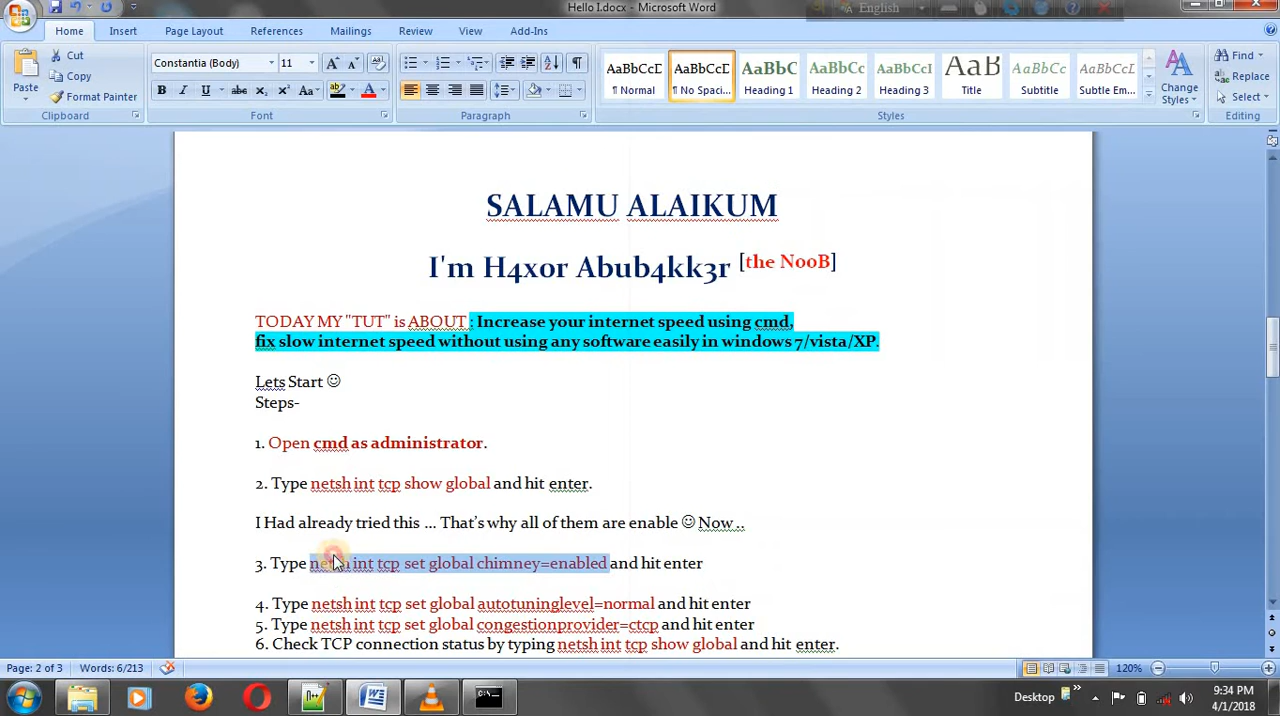 Hello I.docx - Microsoft Word
English
Home
Insert
Page Layout
References
Mailings
Review
View
Add-Ins
Paste
Cut
Copy
Format Painter
Clipboard
Constantia (Body)
11
Font
Paragraph
AaBbCcD
¶ Normal
AaBbCcD
¶ No Spaci...
AaBbC
Heading 1
AaBbCc
Heading 2
AaBbCcI
Heading 3
AaB
Title
AaBbCc
Subtitle
AaBbCcD
Subtle Em...
Change
Styles
Styles
Find
Replace
Select
Editing
SALAMU ALAIKUM
I'm H4xor Abub4kk3r [the NooB]
TODAY MY "TUT" is ABOUT : Increase your internet speed using cmd,
fix slow internet speed without using any software easily in windows 7/vista/XP.
Lets Start ☺
Steps-
1. Open cmd as administrator.
2. Type netsh int tcp show global and hit enter.
I Had already tried this ... That's why all of them are enable ☺ Now ..
3. Type netsh int tcp set global chimney=enabled and hit enter
4. Type netsh int tcp set global autotuninglevel=normal and hit enter
5. Type netsh int tcp set global congestionprovider=ctcp and hit enter
6. Check TCP connection status by typing netsh int tcp show global and hit enter.
Page: 2 of 3
Words: 6/213
120%
Desktop
9:34 PM
4/1/2018